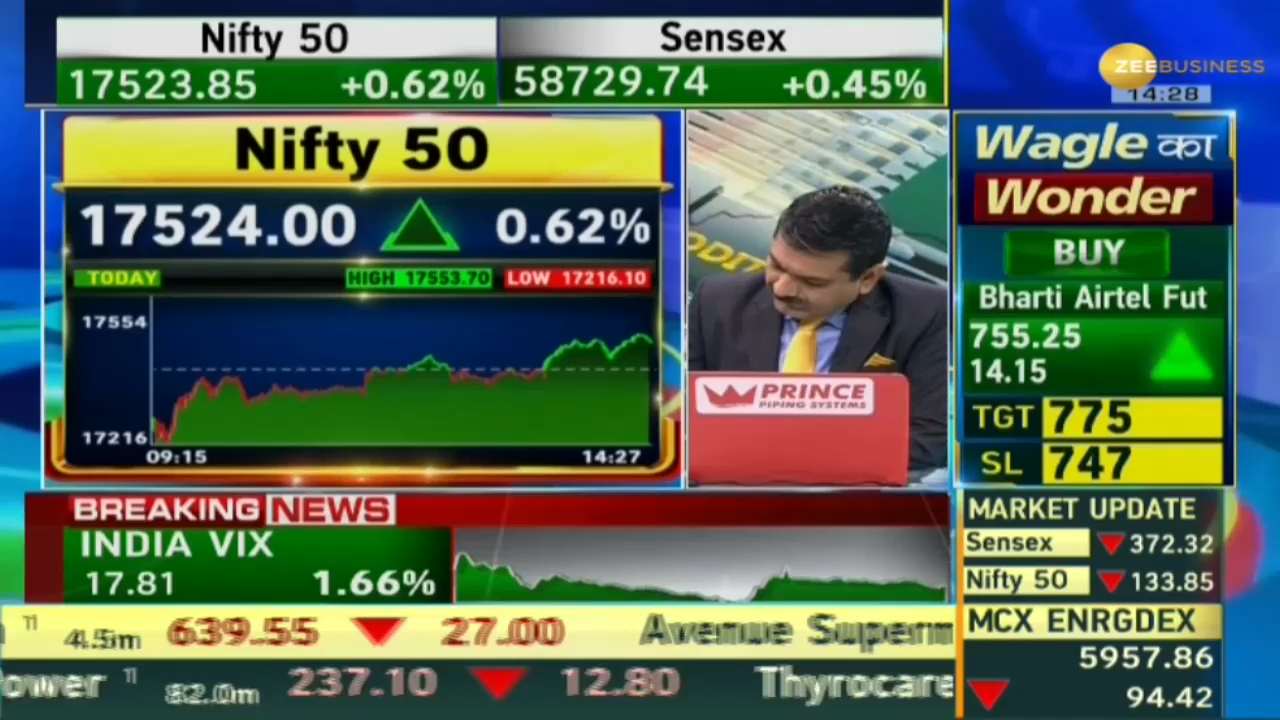 Nifty 50
17523.85 +0.62%
Sensex
58729.74 +0.45%
ZEEBUSINESS
14:28
Nifty 50
17524.00 0.62%
TODAY HIGH 17553.70 LOW 17216.10
17554
17216
09:15 14:27
PRINCE
PIPING SYSTEMS
Wagle का
Wonder
BUY
Bharti Airtel Fut
755.25
14.15
TGT 775
SL 747
BREAKING NEWS
INDIA VIX
17.81 1.66%
MARKET UPDATE
Sensex 372.32
Nifty 50 133.85
MCX ENRGDEX
5957.86
94.42
4.5m 639.55 27.00 Avenue Superm
ower 82.0m 237.10 12.80 Thyrocare